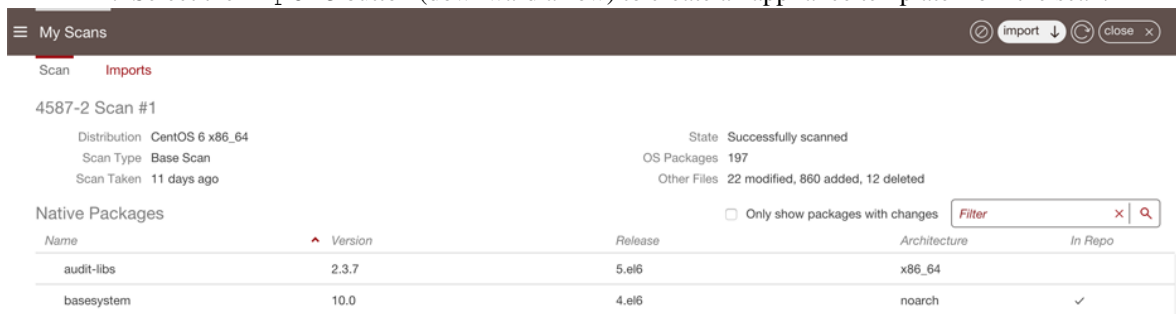 My Scans import close
Scan Imports
4587-2 Scan #1
Distribution CentOS 6 x86_64 State Successfully scanned
Scan Type Base Scan OS Packages 197
Scan Taken 11 days ago Other Files 22 modified, 860 added, 12 deleted
Native Packages Only show packages with changes Filter
Name Version Release Architecture In Repo
audit-libs 2.3.7 5.el6 x86_64
basesystem 10.0 4.el6 noarch